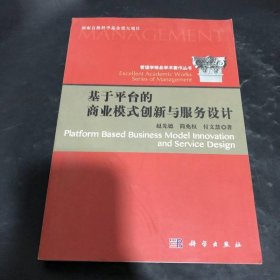 国家自然科学基金重大项目
MANAGEMENT
管理学精品学术著作丛书
Excellent Academic Works
Series of Management
基于平台的
商业模式创新与服务设计
Platform Based Business Model Innovation
and Service Design
科学出版社